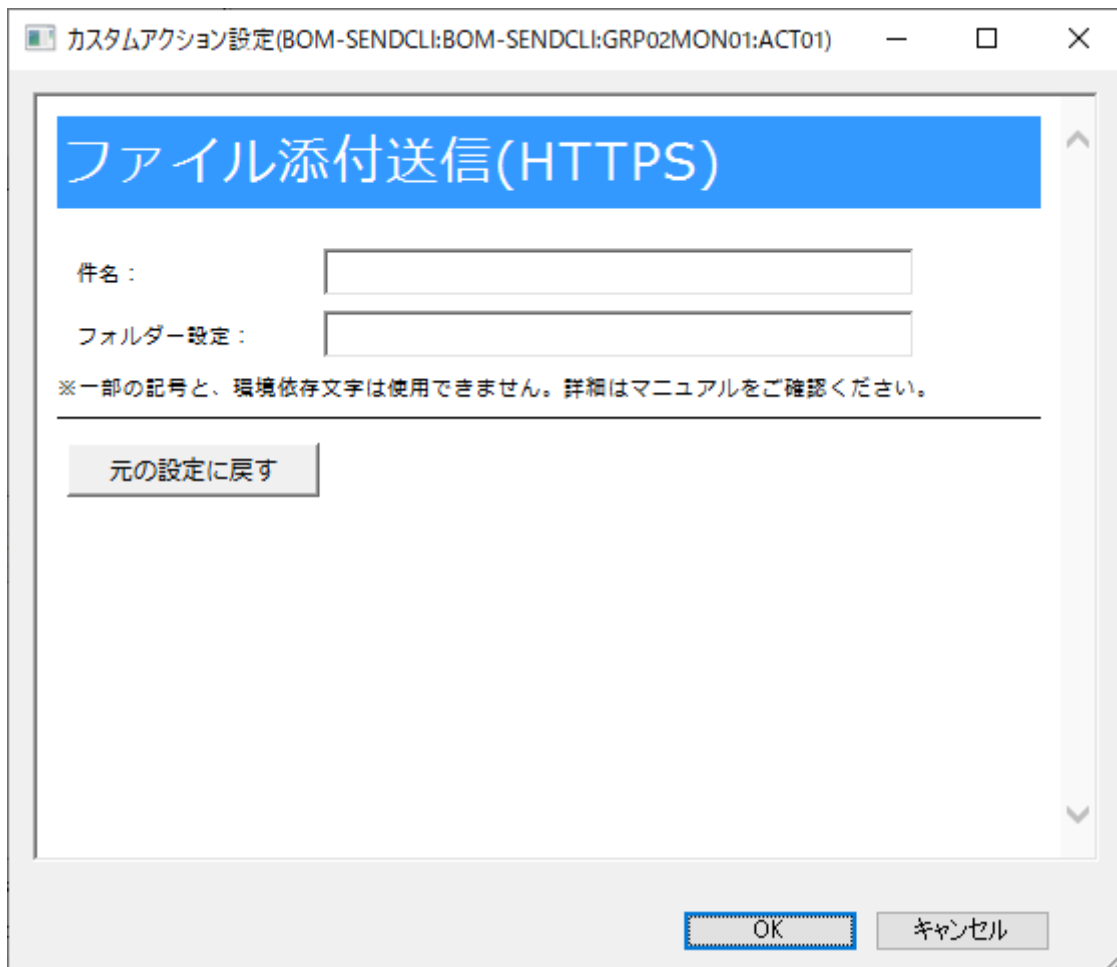 カスタムアクション設定(BOM-SENDCLI:BOM-SENDCLI:GRP02MON01:ACT01)
ファイル添付送信(HTTPS)
件名：
フォルダー設定：
※一部の記号と、環境依存文字は使用できません。詳細はマニュアルをご確認ください。
元の設定に戻す
OK キャンセル